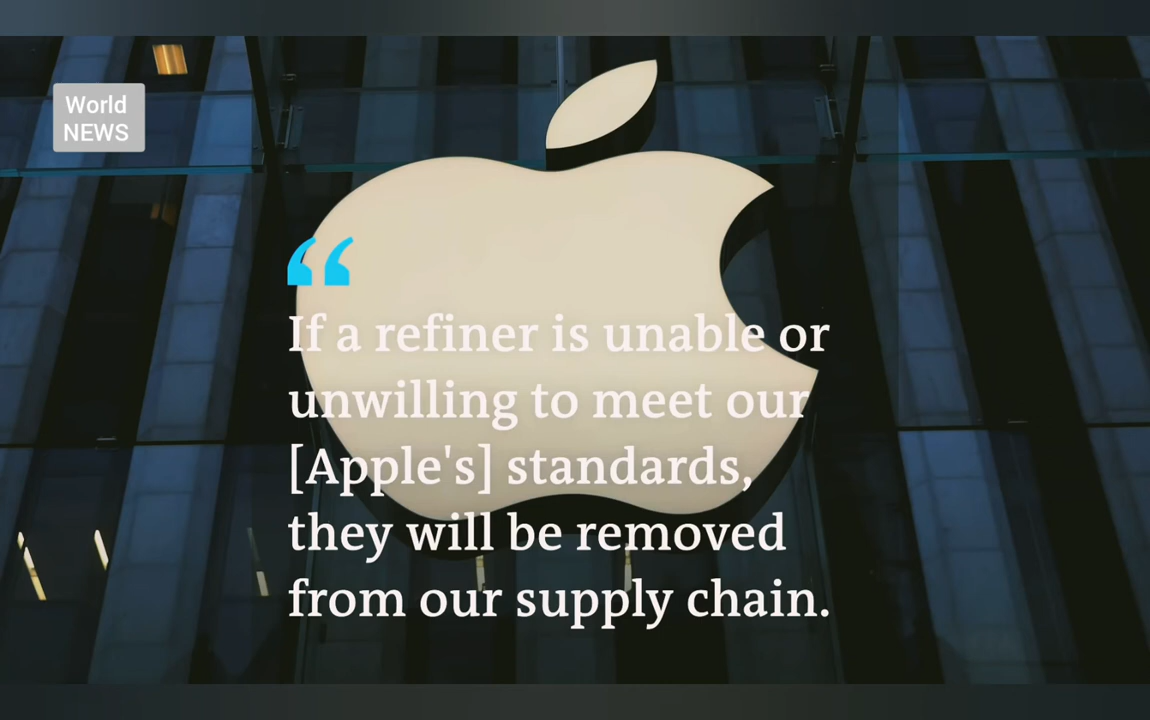 World
NEWS
“
If a refiner is unable or
unwilling to meet our
[Apple's] standards,
they will be removed
from our supply chain.